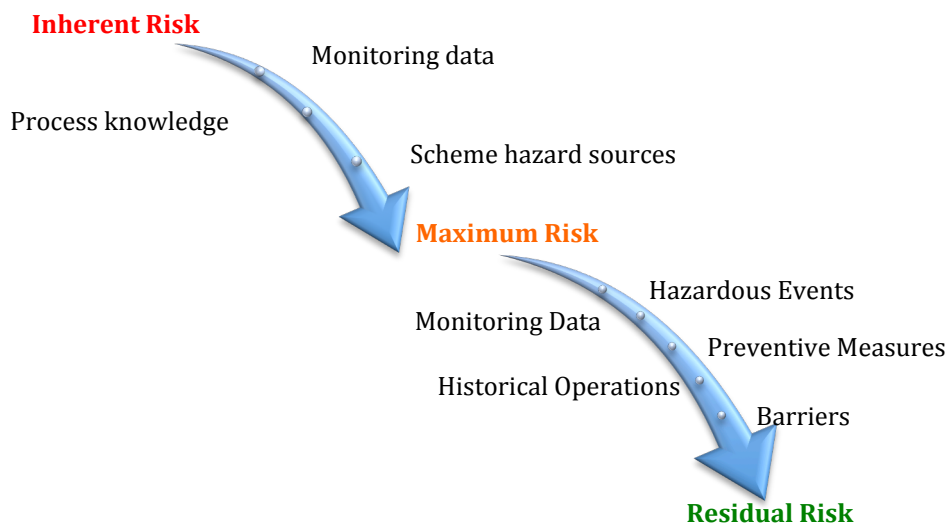 Inherent Risk
Monitoring data
Process knowledge
Scheme hazard sources
Maximum Risk
Hazardous Events
Monitoring Data
Preventive Measures
Historical Operations
Barriers
Residual Risk